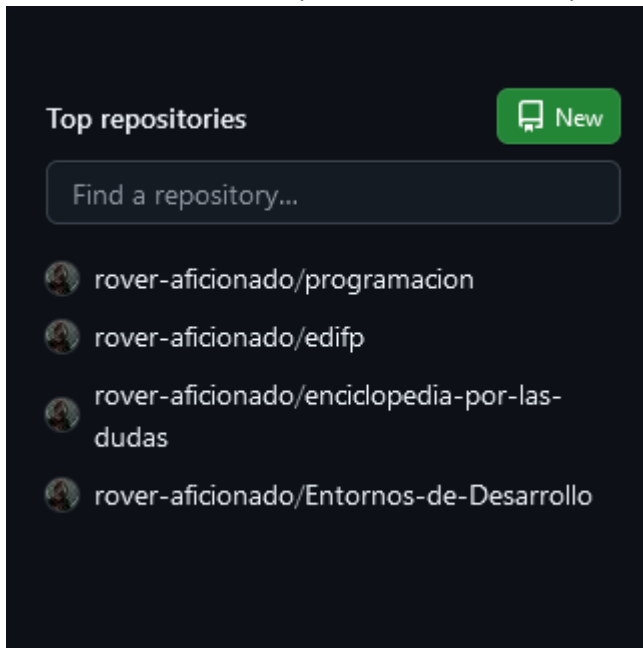 Top repositories
New
Find a repository...
rover-aficionado/programacion
rover-aficionado/edifp
rover-aficionado/enciclopedia-por-las-
dudas
rover-aficionado/Entornos-de-Desarrollo